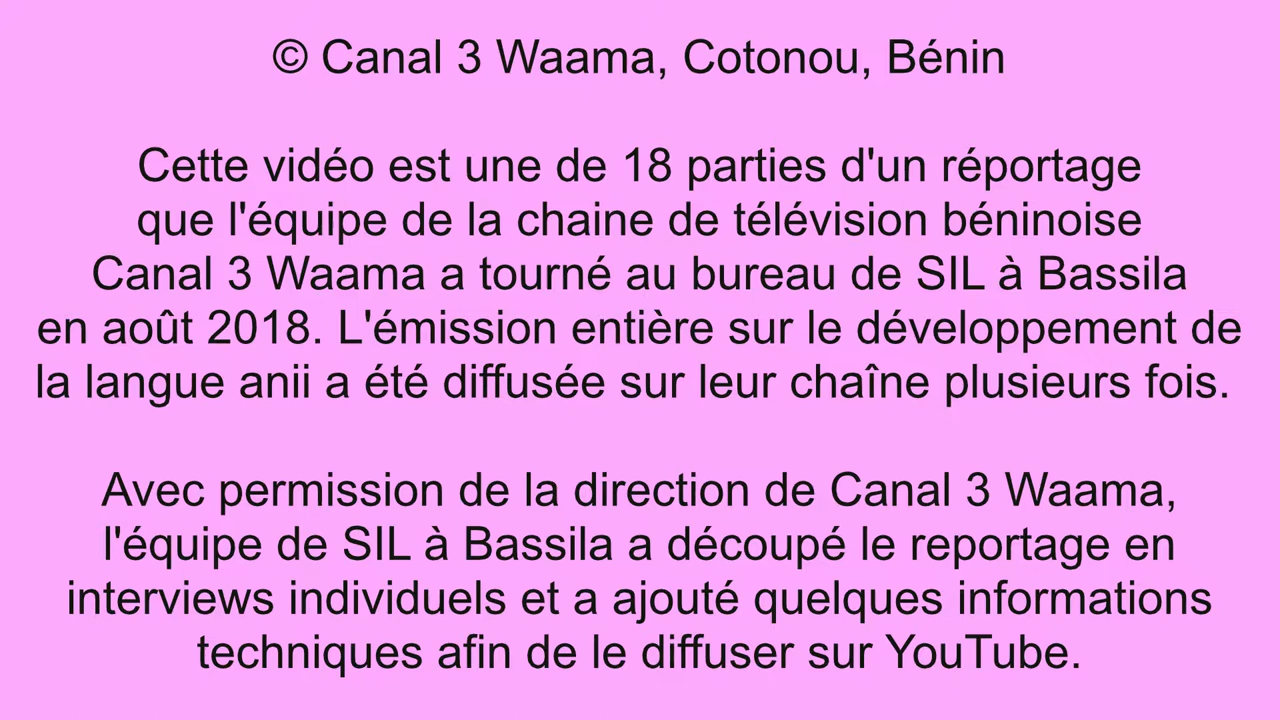 © Canal 3 Waama, Cotonou, Bénin
Cette vidéo est une de 18 parties d'un réportage
que l'équipe de la chaine de télévision béninoise
Canal 3 Waama a tourné au bureau de SIL à Bassila
en août 2018. L'émission entière sur le développement de
la langue anii a été diffusée sur leur chaîne plusieurs fois.
Avec permission de la direction de Canal 3 Waama,
l'équipe de SIL à Bassila a découpé le reportage en
interviews individuels et a ajouté quelques informations
techniques afin de le diffuser sur YouTube.